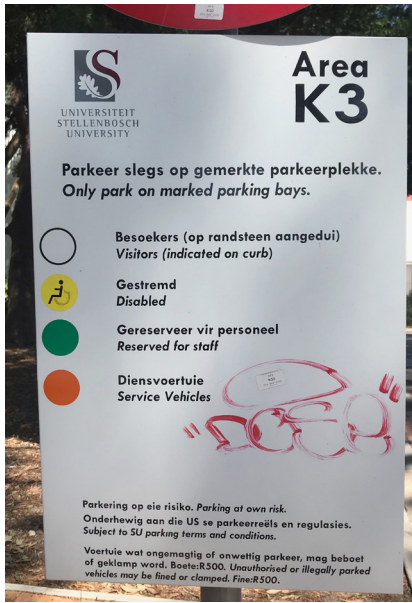 UNIVERSITEIT
STELLENBOSCH
UNIVERSITY
Area
K3
Parkeer slegs op gemerkte parkeerplekke.
Only park on marked parking bays.
Besoekers (op randsteen aangedui)
Visitors (indicated on curb)
Gestremd
Disabled
Gereserveer vir personeel
Reserved for staff
Diensvoertuie
Service Vehicles
Parkering op eie risiko. Parking at own risk.
Onderhewig aan die US se parkeerreëls en regulasies.
Subject to SU parking terms and conditions.
Voertuie wat ongemagtig of onwettig parkeer, mag beboet
of geklamp word. Boete:R500. Unauthorised or illegally parked
vehicles may be fined or clamped. Fine:R500.